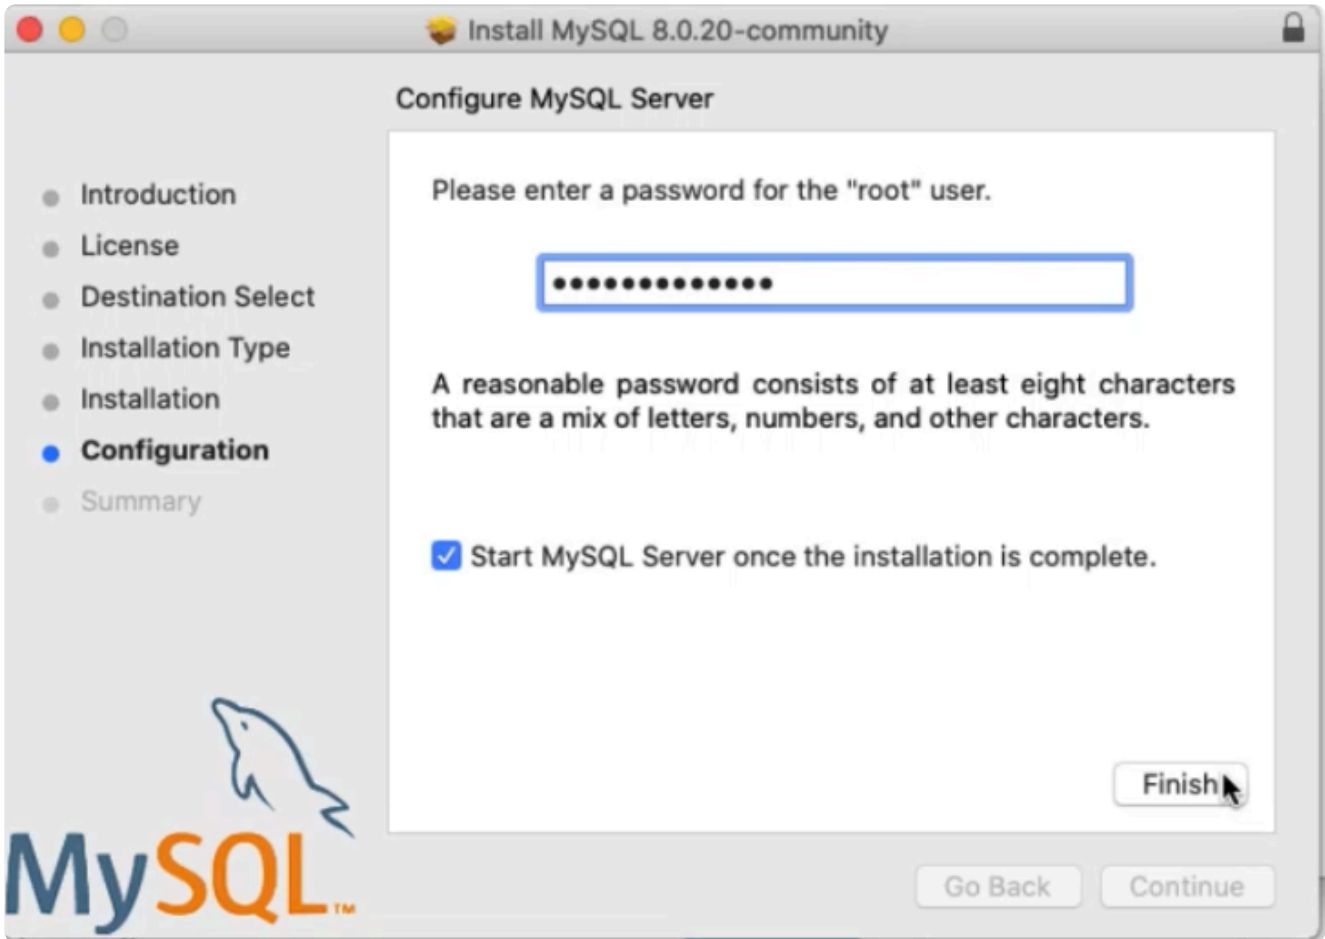 Install MySQL 8.0.20-community
Configure MySQL Server
Introduction
License
Destination Select
Installation Type
Installation
Configuration
Summary
Please enter a password for the "root" user.
•••••••••••••
A reasonable password consists of at least eight characters
that are a mix of letters, numbers, and other characters.
Start MySQL Server once the installation is complete.
Finish
MySQL™
Go Back
Continue